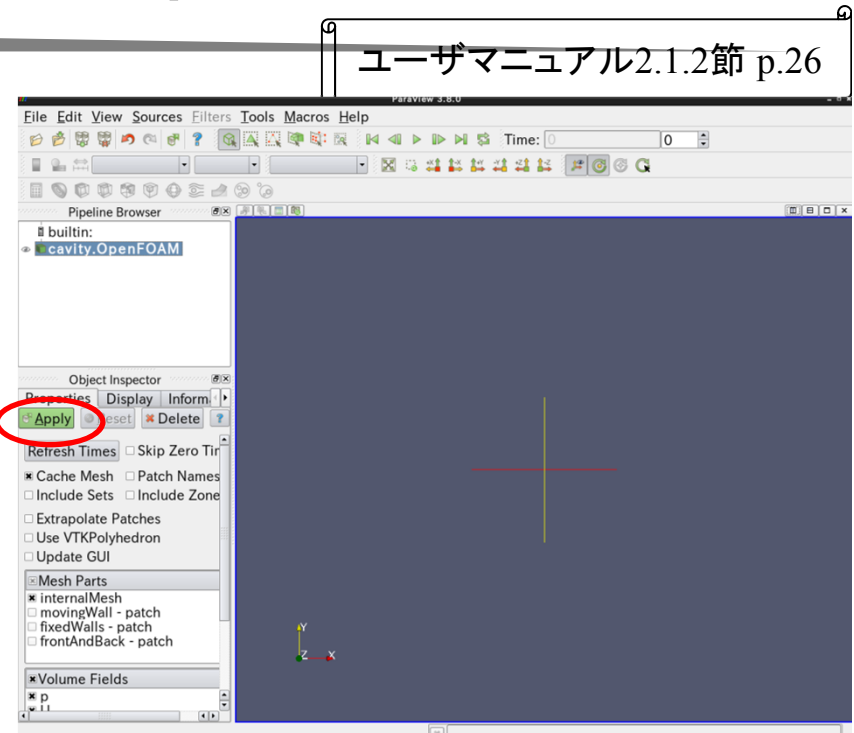 ユーザマニュアル2.1.2節 p.26
ParaView 3.8.0
File Edit View Sources Filters Tools Macros Help
Time: 0 0
Pipeline Browser
builtin:
cavity.OpenFOAM
Object Inspector
Properties Display Inform
Apply Reset Delete ?
Refresh Times Skip Zero Tir
Cache Mesh Patch Names
Include Sets Include Zone
Extrapolate Patches
Use VTKPolyhedron
Update GUI
Mesh Parts
internalMesh
movingWall - patch
fixedWalls - patch
frontAndBack - patch
Volume Fields
p
U
Y
Z X